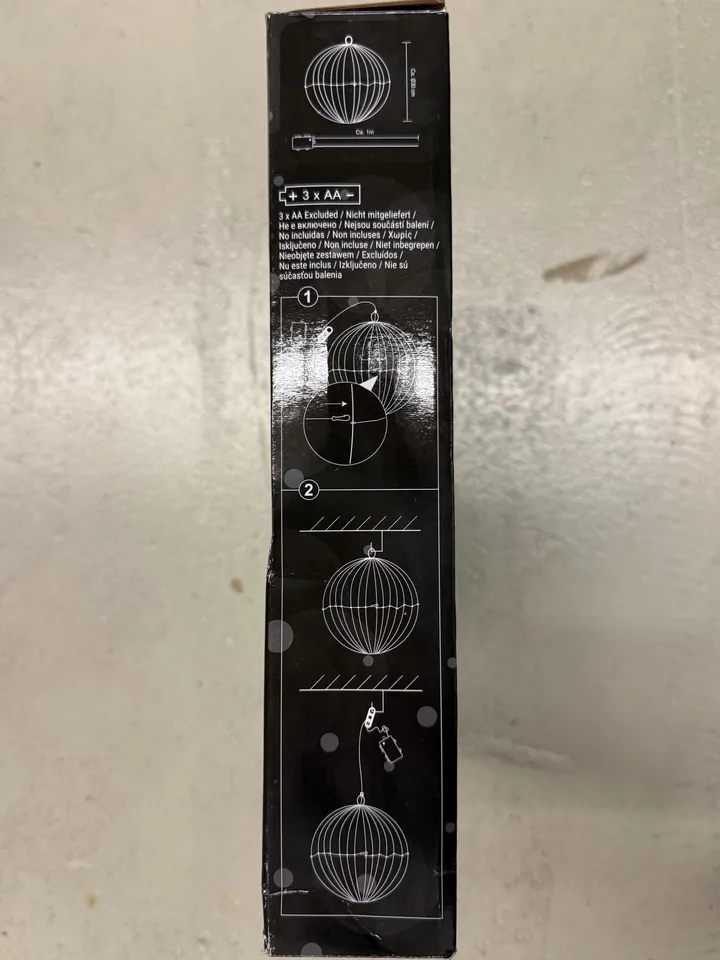 Ca. Ø30 cm
Ca. 1m
+ 3 x AA −
3 x AA Excluded / Nicht mitgeliefert /
Не е включено / Nejsou součástí balení /
No incluidas / Non incluses / Χωρίς /
Isključeno / Non incluse / Niet inbegrepen /
Nieobjęte zestawem / Excluídos /
Nu este inclus / Izključeno / Nie sú
súčasťou balenia
1
2